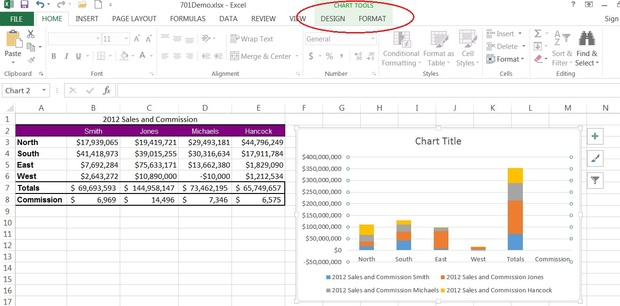 701Demo.xlsx - Excel
CHART TOOLS
FILE HOME INSERT PAGE LAYOUT FORMULAS DATA REVIEW VIEW DESIGN FORMAT Sign
Paste
11
Wrap Text
General
Insert
B I U
Merge & Center
Conditional Formatting
Format as Table
Cell Styles
Delete
Format
Sort & Filter
Find & Select
Clipboard Font Alignment Number Styles Cells Editing
Chart 2
fx
A B C D E F G H I J K L M N
1 2012 Sales and Commission
2 Smith Jones Michaels Hancock
3 North $17,939,065 $19,419,721 $29,493,181 $44,796,249
4 South $41,418,973 $39,015,255 $30,316,634 $17,911,784
5 East $7,692,284 $75,633,171 $13,662,380 $1,829,090
6 West $2,643,272 $10,890,000 -$10,000 $1,212,534
7 Totals $ 69,693,593 $ 144,958,147 $ 73,462,195 $ 65,749,657
8 Commission $ 6,969 $ 14,496 $ 7,346 $ 6,575
9
10
11
12
13
14
15
16
17
Chart Title
$400,000,000
$350,000,000
$300,000,000
$250,000,000
$200,000,000
$150,000,000
$100,000,000
$50,000,000
$0
-$50,000,000
North South East West Totals Commission
2012 Sales and Commission Smith 2012 Sales and Commission Jones
2012 Sales and Commission Michaels 2012 Sales and Commission Hancock